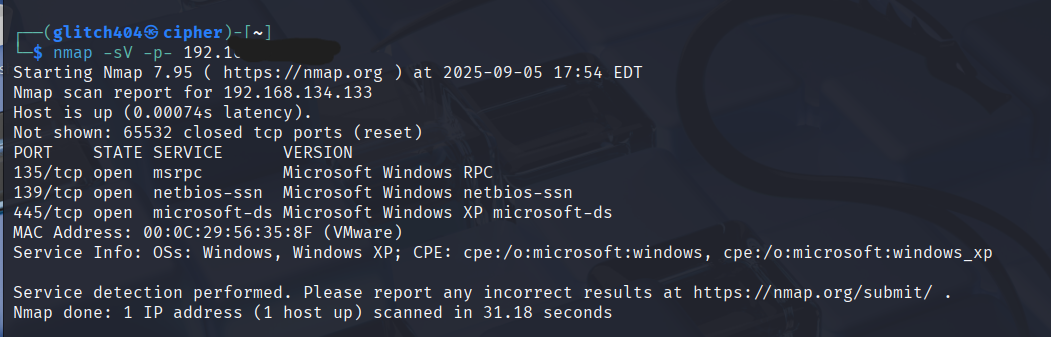 ┌──(glitch404㉿cipher)-[~]
└─$ nmap -sV -p- 192.1
Starting Nmap 7.95 ( https://nmap.org ) at 2025-09-05 17:54 EDT
Nmap scan report for 192.168.134.133
Host is up (0.00074s latency).
Not shown: 65532 closed tcp ports (reset)
PORT    STATE SERVICE      VERSION
135/tcp open  msrpc        Microsoft Windows RPC
139/tcp open  netbios-ssn  Microsoft Windows netbios-ssn
445/tcp open  microsoft-ds Microsoft Windows XP microsoft-ds
MAC Address: 00:0C:29:56:35:8F (VMware)
Service Info: OSs: Windows, Windows XP; CPE: cpe:/o:microsoft:windows, cpe:/o:microsoft:windows_xp
Service detection performed. Please report any incorrect results at https://nmap.org/submit/ .
Nmap done: 1 IP address (1 host up) scanned in 31.18 seconds